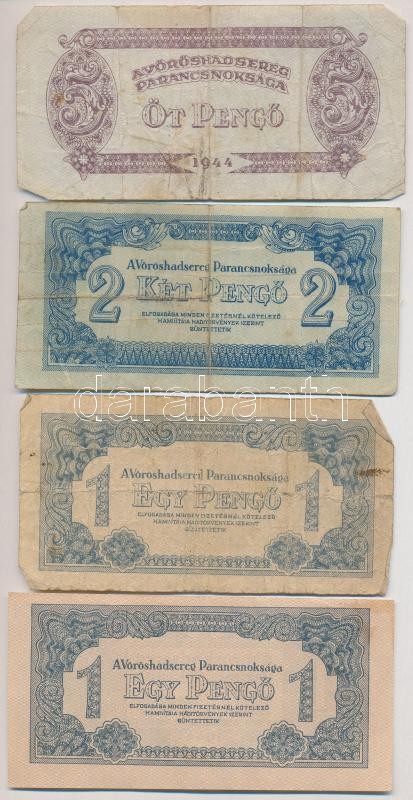 A VÖRÖSHADSEREG
PARANCSNOKSÁGA
5 ÖT PENGŐ 5
1944
A Vöröshadsereg Parancsnoksága
2 KÉT PENGŐ 2
ELFOGADÁSA MINDEN FIZETÉSNÉL KÖTELEZŐ
HAMISÍTÁSA HADITÖRVÉNYEK SZERINT
BÜNTETTETIK
darabanth
A Vöröshadsereg Parancsnoksága
1 EGY PENGŐ 1
ELFOGADÁSA MINDEN FIZETÉSNÉL KÖTELEZŐ
HAMISÍTÁSA HADITÖRVÉNYEK SZERINT
BÜNTETTETIK
A Vöröshadsereg Parancsnoksága
1 EGY PENGŐ 1
ELFOGADÁSA MINDEN FIZETÉSNÉL KÖTELEZŐ
HAMISÍTÁSA HADITÖRVÉNYEK SZERINT
BÜNTETTETIK